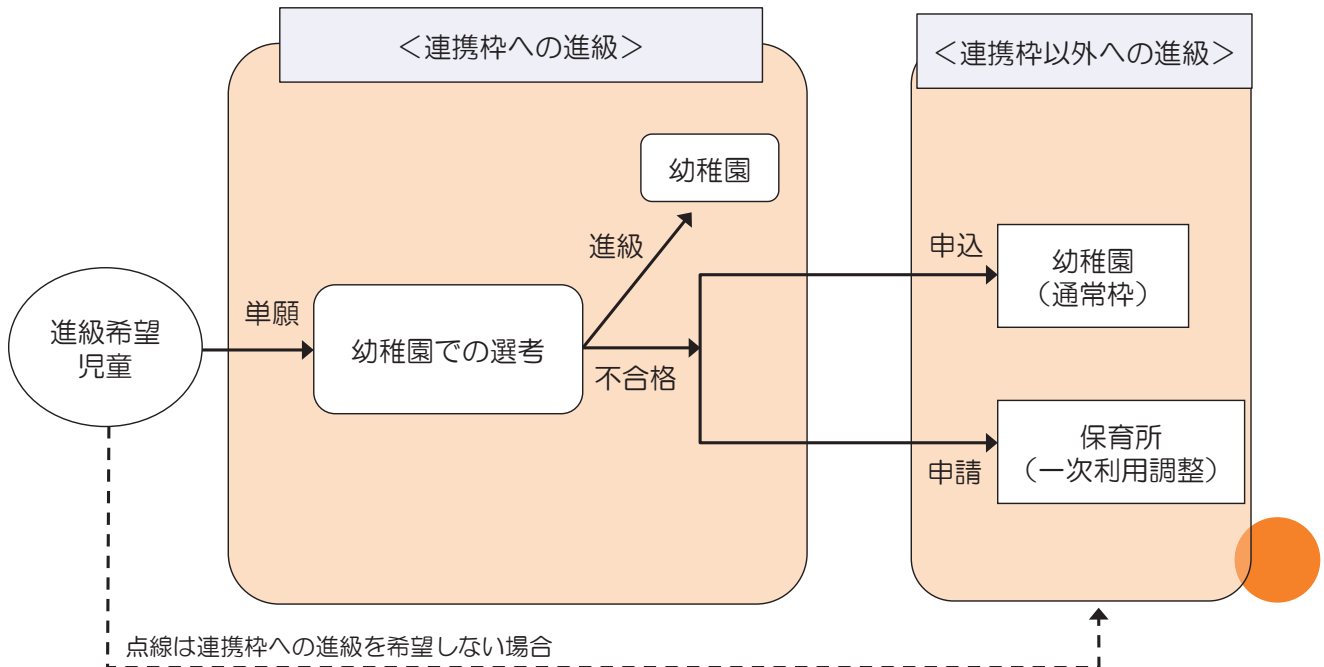 ＜連携枠への進級＞
＜連携枠以外への進級＞
幼稚園
進級
申込
幼稚園
（通常枠）
単願
進級希望
児童
幼稚園での選考
不合格
保育所
（一次利用調整）
申請
点線は連携枠への進級を希望しない場合